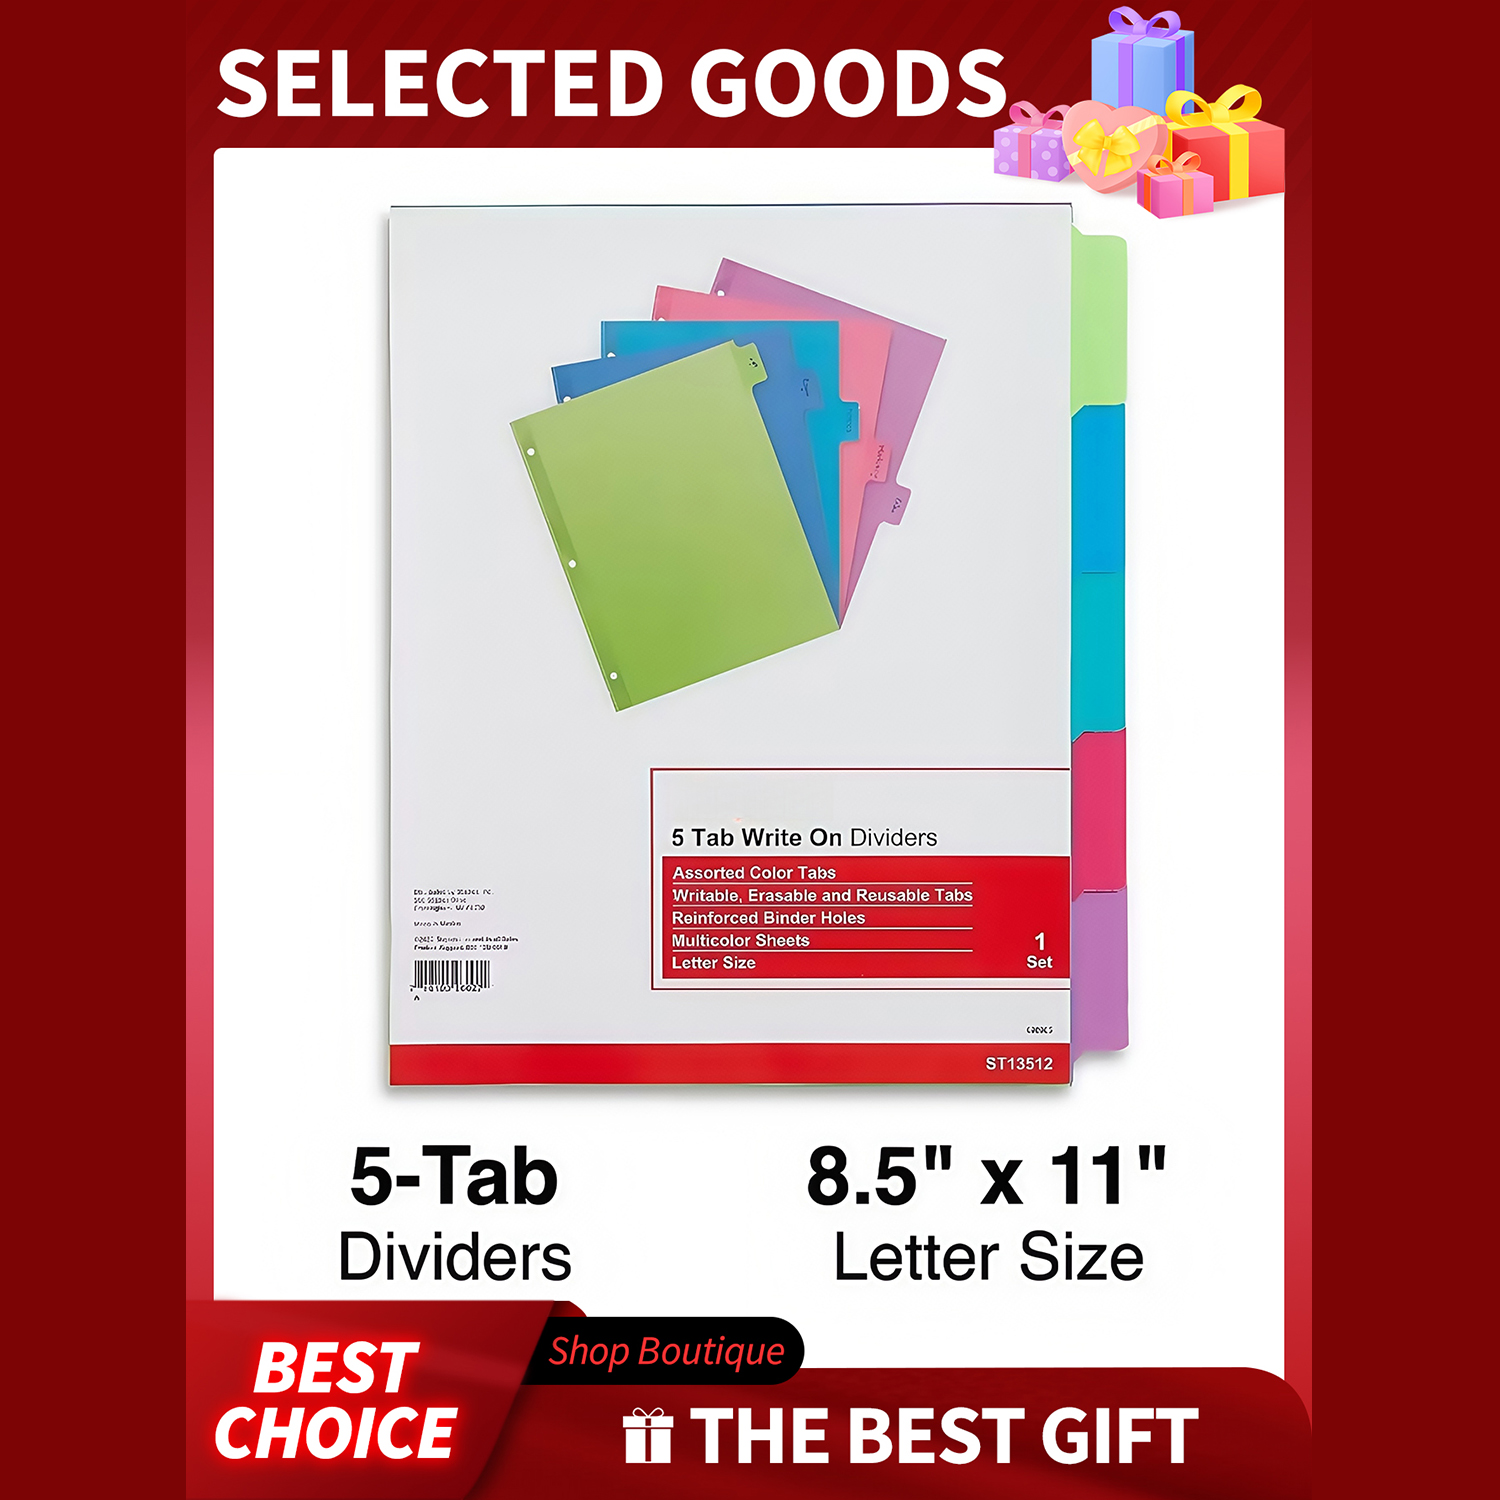 SELECTED GOODS
5 Tab Write On Dividers
Assorted Color Tabs
Writable, Erasable and Reusable Tabs
Reinforced Binder Holes
Multicolor Sheets
Letter Size
1
Set
ST13512
5-Tab
Dividers
8.5" x 11"
Letter Size
BEST
CHOICE
Shop Boutique
THE BEST GIFT